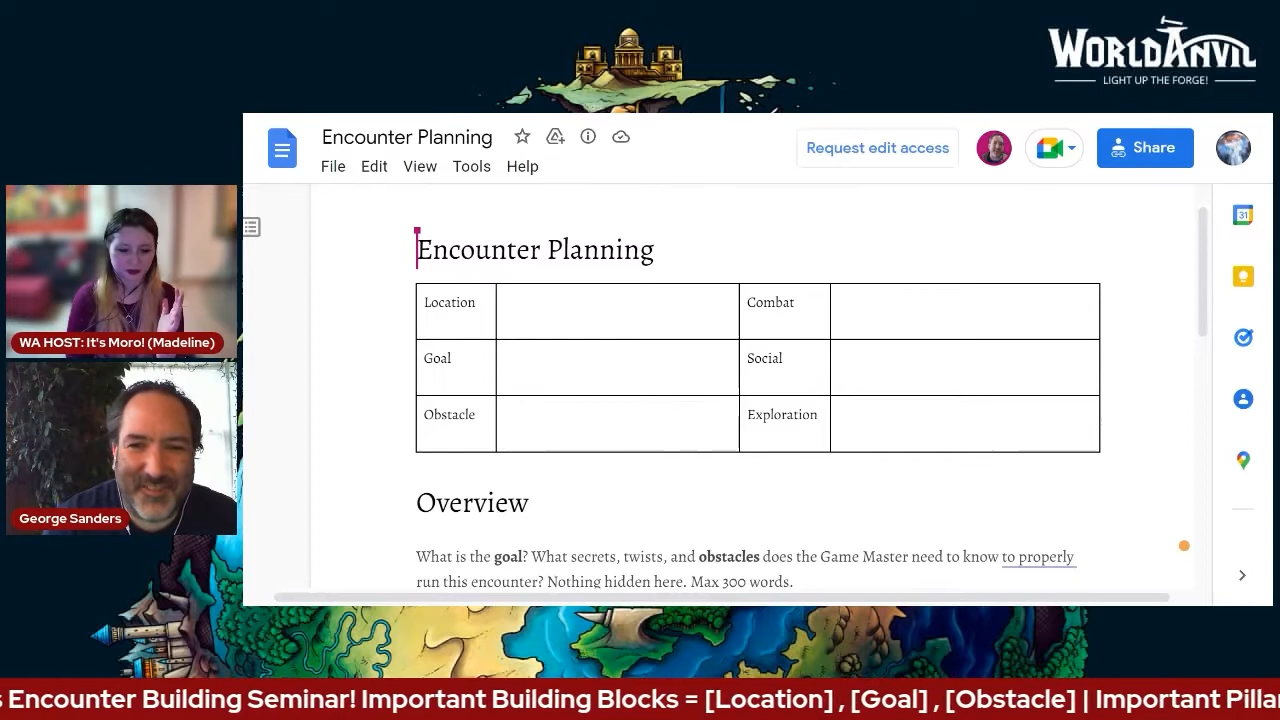 WORLDANVIL
LIGHT UP THE FORGE!
Encounter Planning
File Edit View Tools Help
Request edit access
Share
31
Encounter Planning
Location
Combat
Goal
Social
Obstacle
Exploration
Overview
What is the goal? What secrets, twists, and obstacles does the Game Master need to know to properly
run this encounter? Nothing hidden here. Max 300 words.
WA HOST: It's Moro! (Madeline)
George Sanders
s Encounter Building Seminar! Important Building Blocks = [Location] , [Goal] , [Obstacle] | Important Pillar